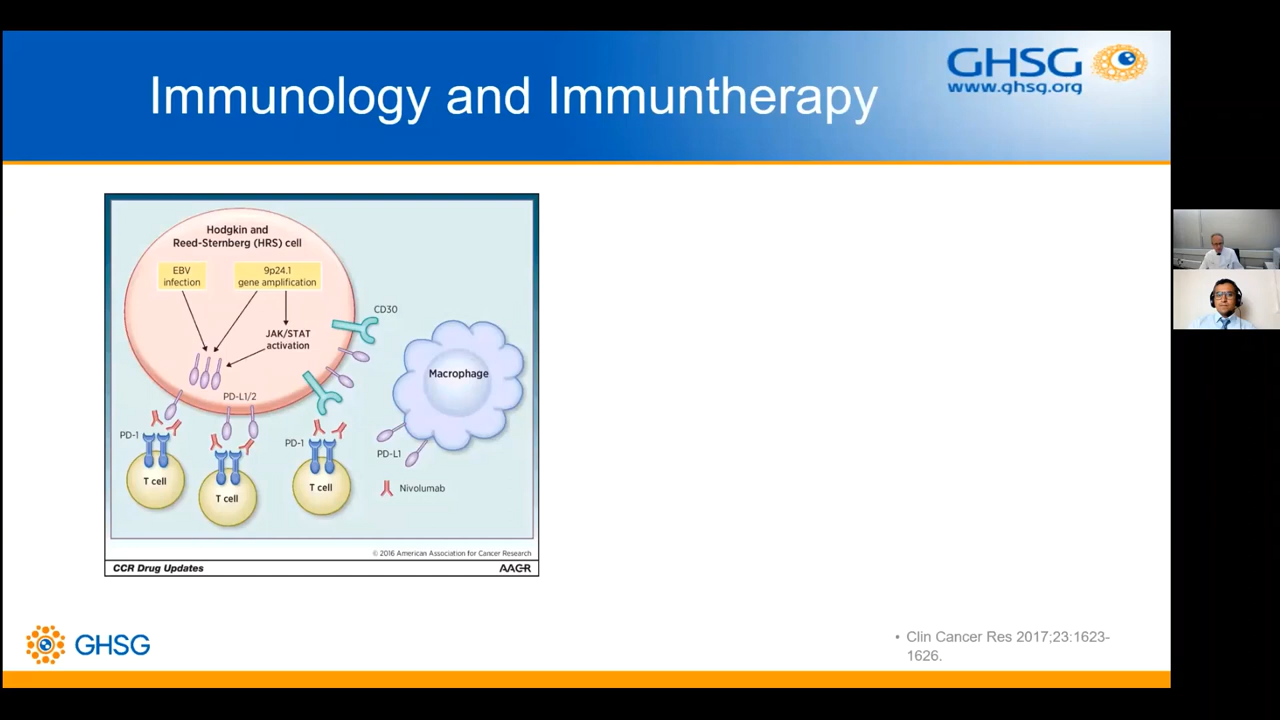 Immunology and Immuntherapy
GHSG
www.ghsg.org
Hodgkin and
Reed-Sternberg (HRS) cell
EBV
infection
9p24.1
gene amplification
JAK/STAT
activation
CD30
Macrophage
PD-L1/2
PD-1
PD-1
PD-L1
T cell
T cell
T cell
Nivolumab
© 2016 American Association for Cancer Research
CCR Drug Updates
AACR
GHSG
• Clin Cancer Res 2017;23:1623-
1626.